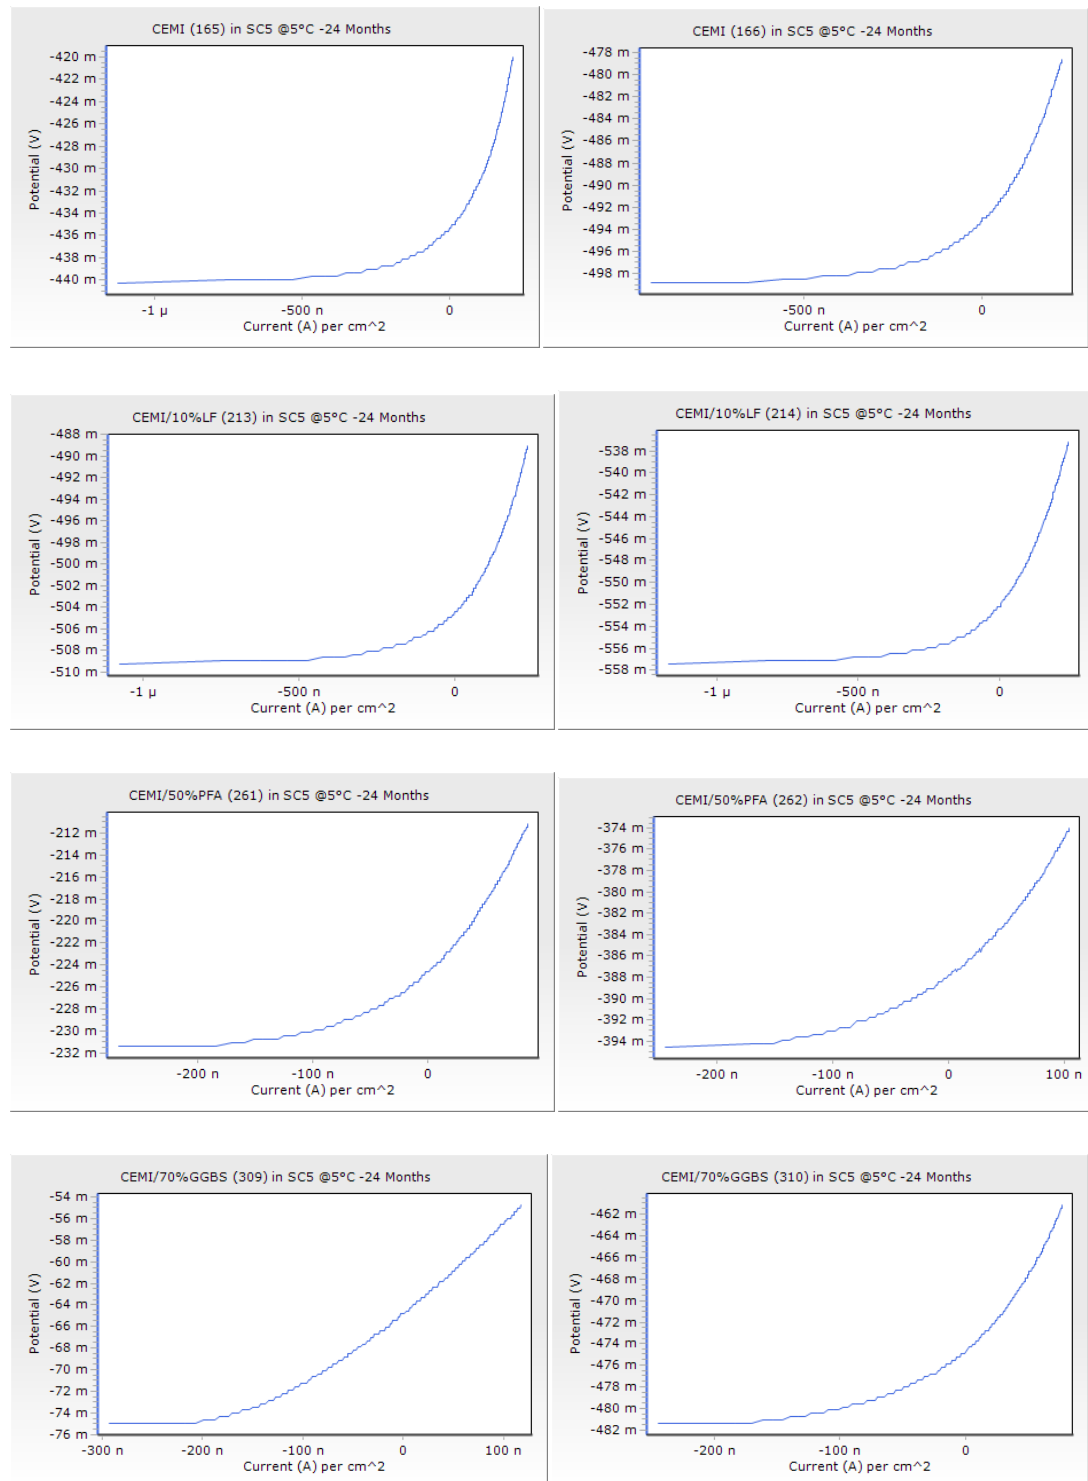 CEMI (165) in SC5 @5°C -24 Months
-420 m
-422 m
-424 m
-426 m
-428 m
-430 m
-432 m
-434 m
-436 m
-438 m
-440 m
Potential (V)
-1 µ -500 n 0
Current (A) per cm^2
CEMI (166) in SC5 @5°C -24 Months
-478 m
-480 m
-482 m
-484 m
-486 m
-488 m
-490 m
-492 m
-494 m
-496 m
-498 m
Potential (V)
-500 n 0
Current (A) per cm^2
CEMI/10%LF (213) in SC5 @5°C -24 Months
-488 m
-490 m
-492 m
-494 m
-496 m
-498 m
-500 m
-502 m
-504 m
-506 m
-508 m
-510 m
Potential (V)
-1 µ -500 n 0
Current (A) per cm^2
CEMI/10%LF (214) in SC5 @5°C -24 Months
-538 m
-540 m
-542 m
-544 m
-546 m
-548 m
-550 m
-552 m
-554 m
-556 m
-558 m
Potential (V)
-1 µ -500 n 0
Current (A) per cm^2
CEMI/50%PFA (261) in SC5 @5°C -24 Months
-212 m
-214 m
-216 m
-218 m
-220 m
-222 m
-224 m
-226 m
-228 m
-230 m
-232 m
Potential (V)
-200 n -100 n 0
Current (A) per cm^2
CEMI/50%PFA (262) in SC5 @5°C -24 Months
-374 m
-376 m
-378 m
-380 m
-382 m
-384 m
-386 m
-388 m
-390 m
-392 m
-394 m
Potential (V)
-200 n -100 n 0 100 n
Current (A) per cm^2
CEMI/70%GGBS (309) in SC5 @5°C -24 Months
-54 m
-56 m
-58 m
-60 m
-62 m
-64 m
-66 m
-68 m
-70 m
-72 m
-74 m
-76 m
Potential (V)
-300 n -200 n -100 n 0 100 n
Current (A) per cm^2
CEMI/70%GGBS (310) in SC5 @5°C -24 Months
-462 m
-464 m
-466 m
-468 m
-470 m
-472 m
-474 m
-476 m
-478 m
-480 m
-482 m
Potential (V)
-200 n -100 n 0
Current (A) per cm^2